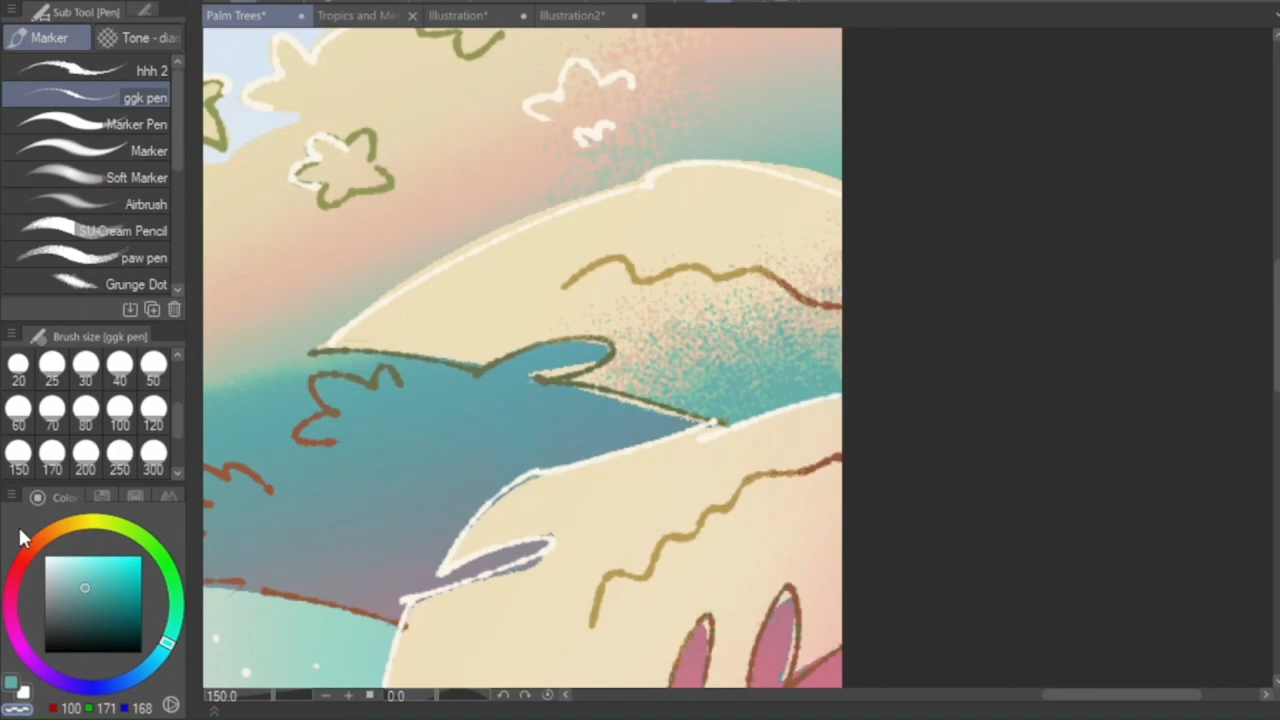 Sub Tool [Pen]
Palm Trees*
Tropics and Me
Illustration*
Illustration2*
Marker
Tone - dia
hhh 2
ggk pen
Marker Pen
Marker
Soft Marker
Airbrush
SU-Cream Pencil
paw pen
Grunge Dot
Brush size [ggk pen]
20 25 30 40 50
60 70 80 100 120
150 170 200 250 300
Color
150.0
0.0
100 171 168